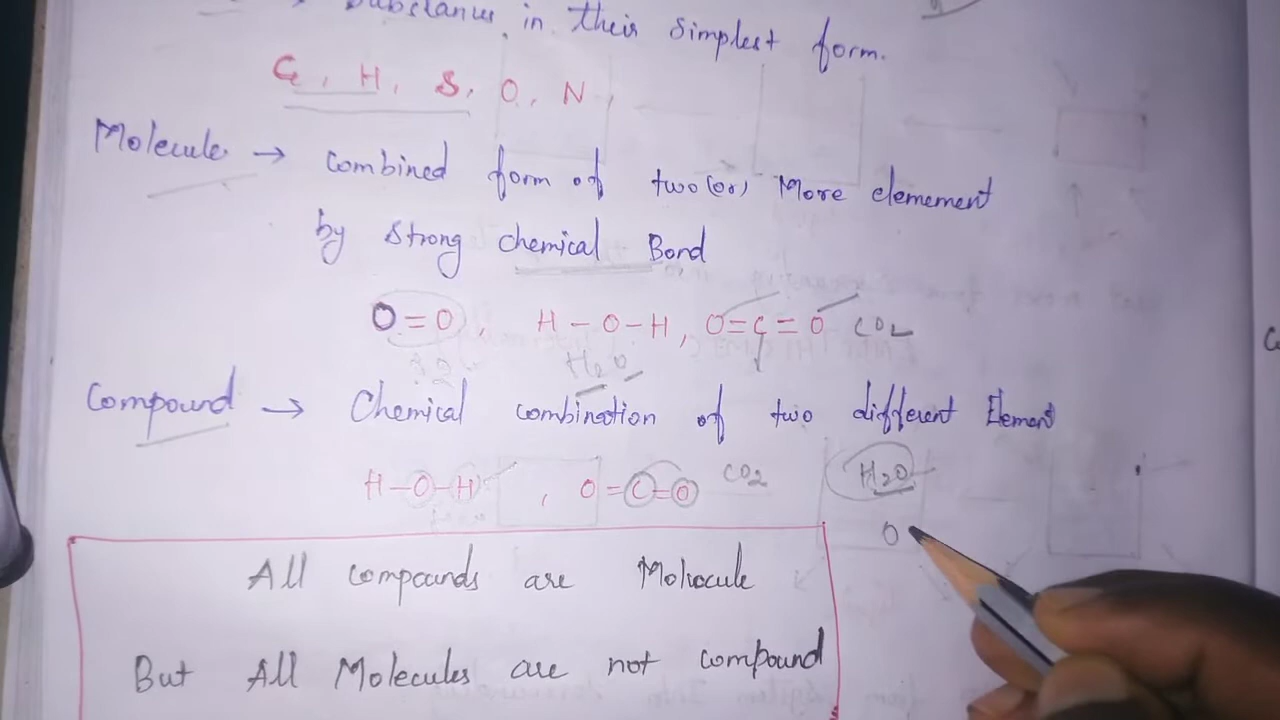 Substances in their simplest form.
C, H, S, O, N,
Molecule → combined form of two (or) More elemement
by strong chemical Bond
O=O, H-O-H, O=C=O CO2
H2O
Compound → Chemical combination of two different Element
H-O-H, O=C=O CO2 H2O
O
All compounds are Moliocule
But All Molecules are not compound